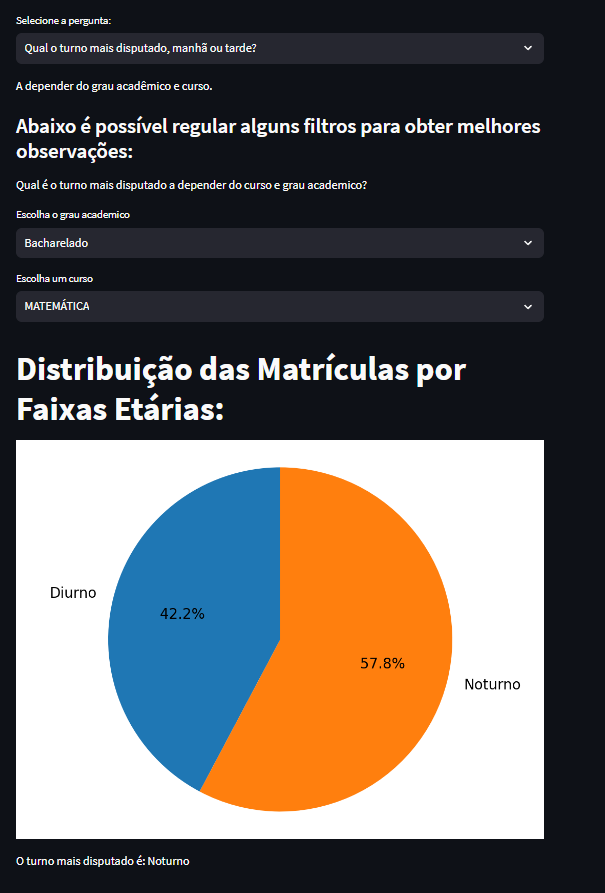 Selecione a pergunta:
Qual o turno mais disputado, manhã ou tarde?
A depender do grau acadêmico e curso.
Abaixo é possível regular alguns filtros para obter melhores
observações:
Qual é o turno mais disputado a depender do curso e grau academico?
Escolha o grau academico
Bacharelado
Escolha um curso
MATEMÁTICA
Distribuição das Matrículas por
Faixas Etárias:
Diurno
42.2%
57.8%
Noturno
O turno mais disputado é: Noturno